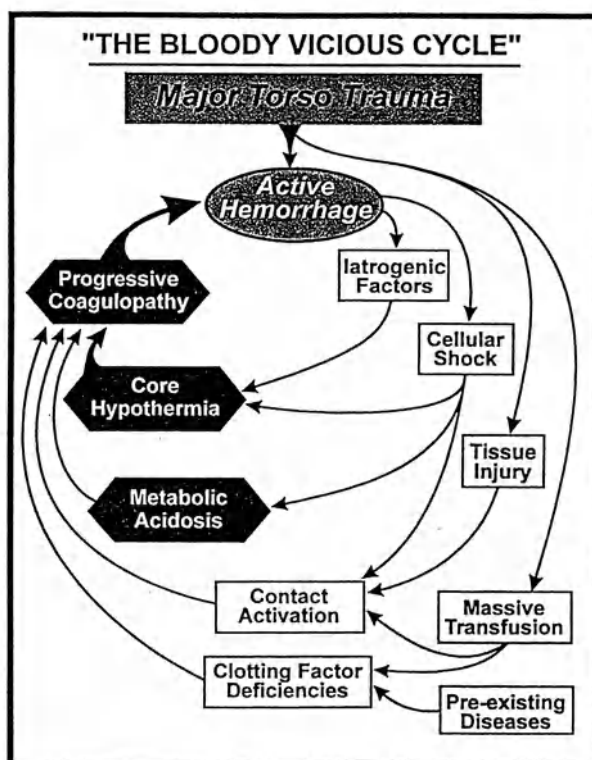 "THE BLOODY VICIOUS CYCLE"
Major Torso Trauma
Active
Hemorrhage
Iatrogenic
Factors
Progressive
Coagulopathy
Cellular
Shock
Core
Hypothermia
Tissue
Injury
Metabolic
Acidosis
Contact
Activation
Massive
Transfusion
Clotting Factor
Deficiencies
Pre-existing
Diseases